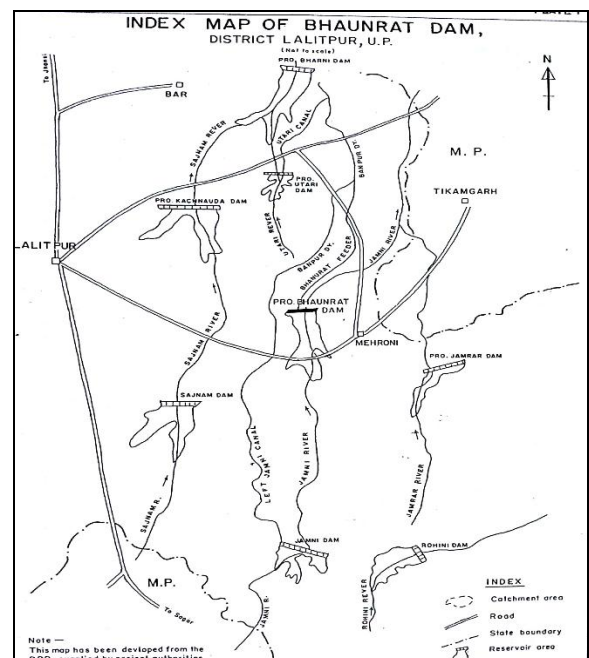 INDEX MAP OF BHAUNRAT DAM,
DISTRICT LALITPUR, U.P.
(Not to scale)
PRO. BHARNI DAM
N
To Jhansi
BAR
SAJNAM REVER
UTARI CANAL
BANPUR DY.
M. P.
PRO. UTARI DAM
TIKAMGARH
PRO. KACHNAUDA DAM
UTARI REVER
JAMNI RIVER
LALITPUR
BANPUR DY.
BHAUNRAT FEEDER
PRO. BHAUNRAT DAM
MEHRONI
SAJNAM RIVER
PRO. JAMRAR DAM
SAJNAM DAM
LEFT JAMNI CANAL
JAMNI RIVER
JAMRAR RIVER
SAJNAM R.
JAMNI DAM
ROHINI DAM
M.P.
To Sagar
JAMNI R.
ROHINI REVER
INDEX
Catchment area
Road
State boundary
Reservoir area
Note —
This map has been devloped from the